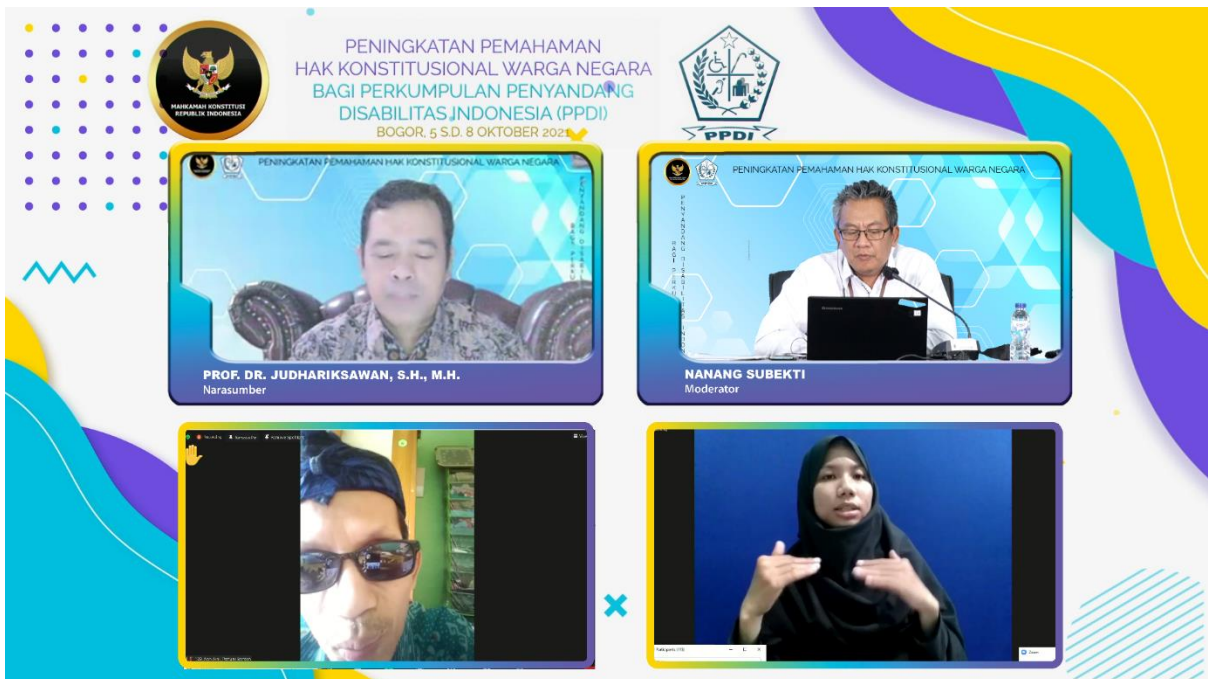 PENINGKATAN PEMAHAMAN
HAK KONSTITUSIONAL WARGA NEGARA
BAGI PERKUMPULAN PENYANDANG
DISABILITAS INDONESIA (PPDI)
BOGOR, 5 S.D. 8 OKTOBER 2021
MAHKAMAH KONSTITUSI
REPUBLIK INDONESIA
PPDI
PENINGKATAN PEMAHAMAN HAK KONSTITUSIONAL WARGA NEGARA
PROF. DR. JUDHARIKSAWAN, S.H., M.H.
Narasumber
PENINGKATAN PEMAHAMAN HAK KONSTITUSIONAL WARGA NEGARA
NANANG SUBEKTI
Moderator